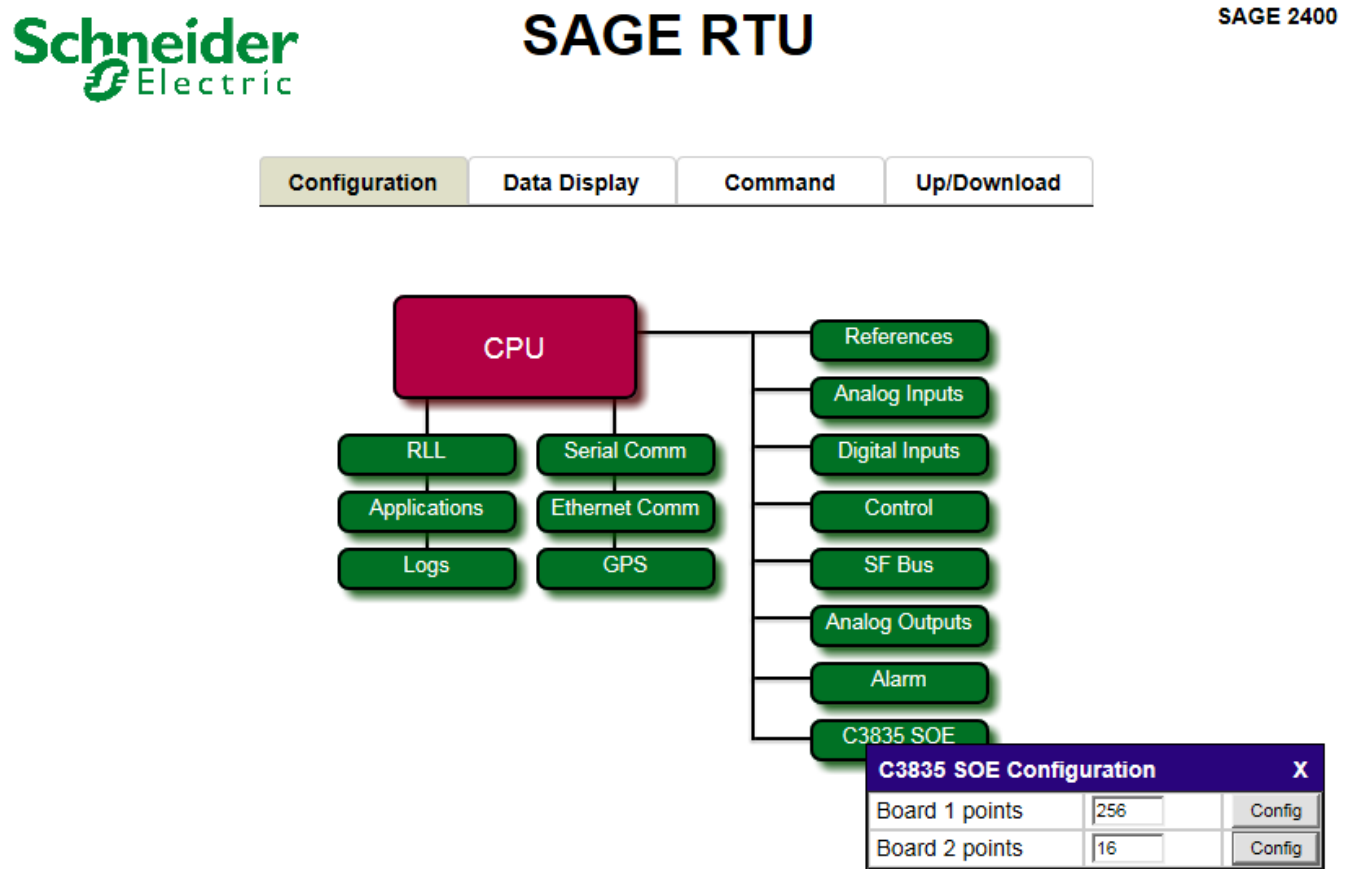 Schneider
Electric
SAGE RTU
SAGE 2400
Configuration Data Display Command Up/Download
CPU
References
Analog Inputs
RLL Serial Comm Digital Inputs
Applications Ethernet Comm Control
Logs GPS SF Bus
Analog Outputs
Alarm
C3835 SOE
C3835 SOE Configuration X
Board 1 points 256 Config
Board 2 points 16 Config